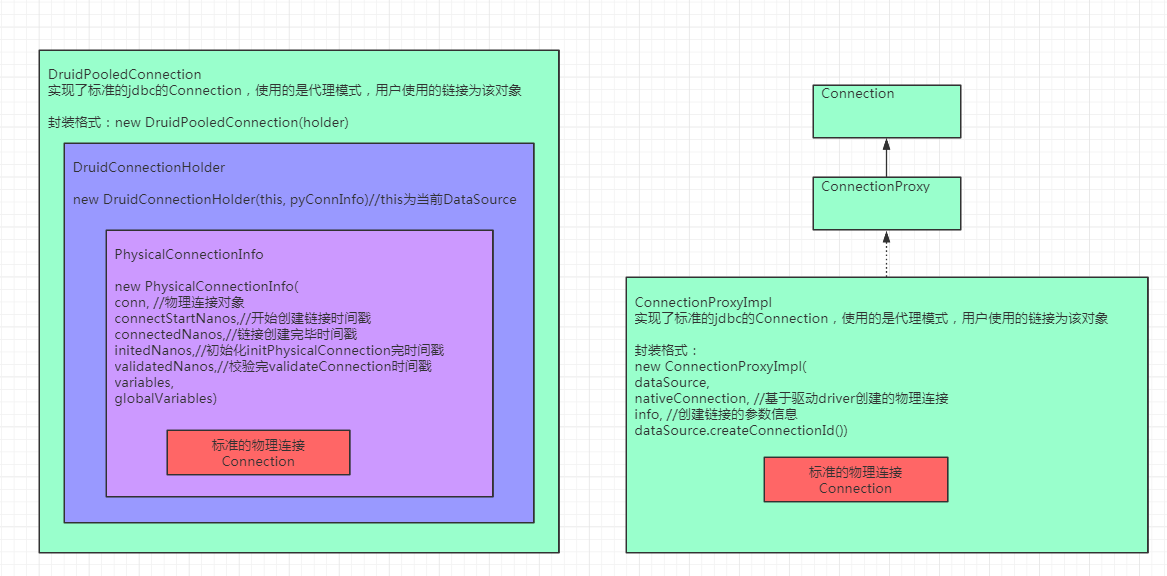 DruidPooledConnection
实现了标准的jdbc的Connection，使用的是代理模式，用户使用的链接为该对象
封装格式：new DruidPooledConnection(holder)
DruidConnectionHolder
new DruidConnectionHolder(this, pyConnInfo)//this为当前DataSource
PhysicalConnectionInfo
new PhysicalConnectionInfo(
conn, //物理连接对象
connectStartNanos,//开始创建链接时间戳
connectedNanos,//链接创建完毕时间戳
initedNanos,//初始化initPhysicalConnection完时间戳
validatedNanos,//校验完validateConnection时间戳
variables,
globalVariables)
标准的物理连接
Connection
Connection
ConnectionProxy
ConnectionProxyImpl
实现了标准的jdbc的Connection，使用的是代理模式，用户使用的链接为该对象
封装格式：
new ConnectionProxyImpl(
dataSource,
nativeConnection, //基于驱动driver创建的物理连接
info, //创建链接的参数信息
dataSource.createConnectionId())
标准的物理连接
Connection